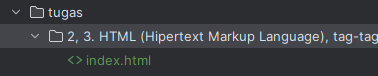 tugas
2, 3. HTML (Hipertext Markup Language), tag-tag
index.html